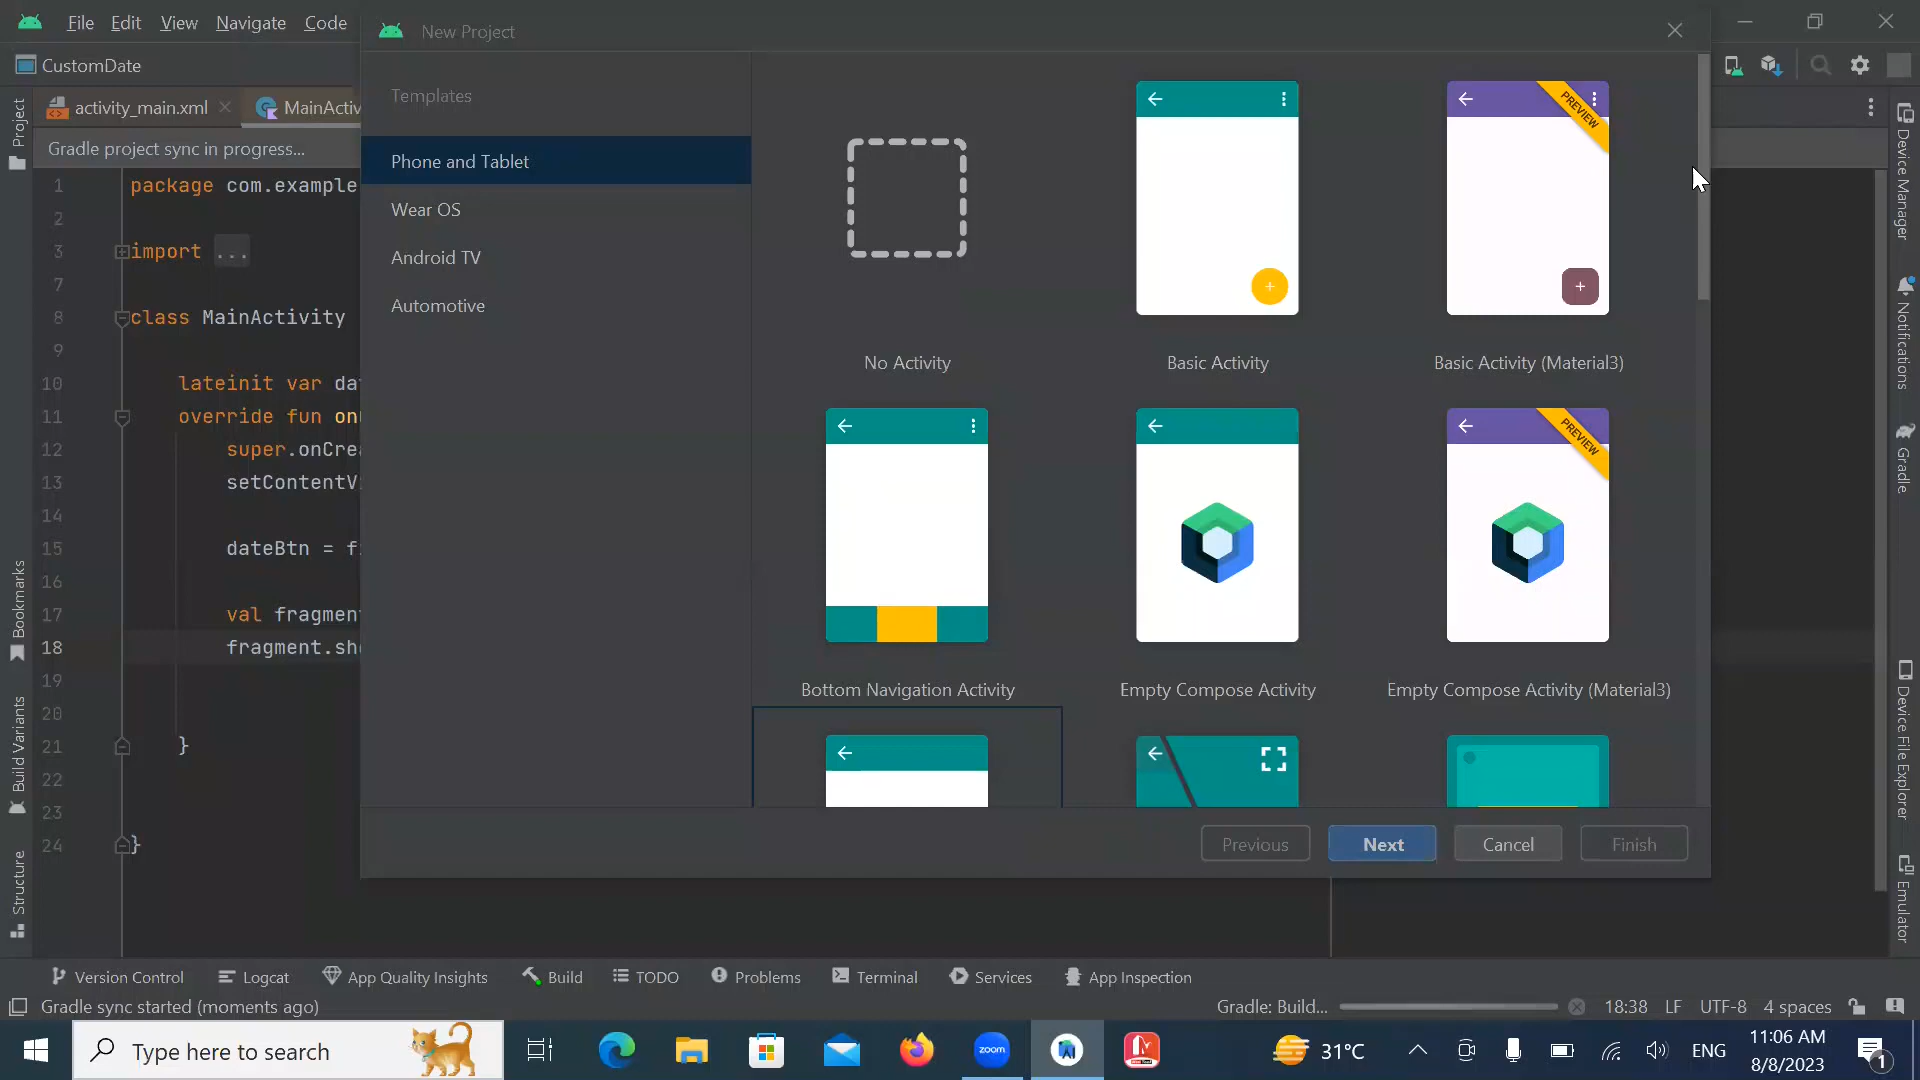 File Edit View Navigate Code
New Project
CustomDate
Templates
activity_main.xml
MainActiv
Project
Gradle project sync in progress...
PREVIEW
Phone and Tablet
Wear OS
Android TV
Automotive
1 package com.example
2
3 import ...
7
8 class MainActivity
9
10 lateinit var dat
11 override fun on
12 super.onCrea
13 setContentV
14
15 dateBtn = f
16
17 val fragment
18 fragment.sh
19
20
21 }
22
23
24 }
No Activity
Basic Activity
Basic Activity (Material3)
PREVIEW
Bottom Navigation Activity
Empty Compose Activity
Empty Compose Activity (Material3)
Previous
Next
Cancel
Finish
Bookmarks
Build Variants
Structure
Device Manager
Notifications
Gradle
Device File Explorer
Emulator
Version Control
Logcat
App Quality Insights
Build
TODO
Problems
Terminal
Services
App Inspection
Gradle sync started (moments ago)
Gradle: Build...
18:38 LF UTF-8 4 spaces
Type here to search
zoom
31°C
ENG
11:06 AM
8/8/2023
1